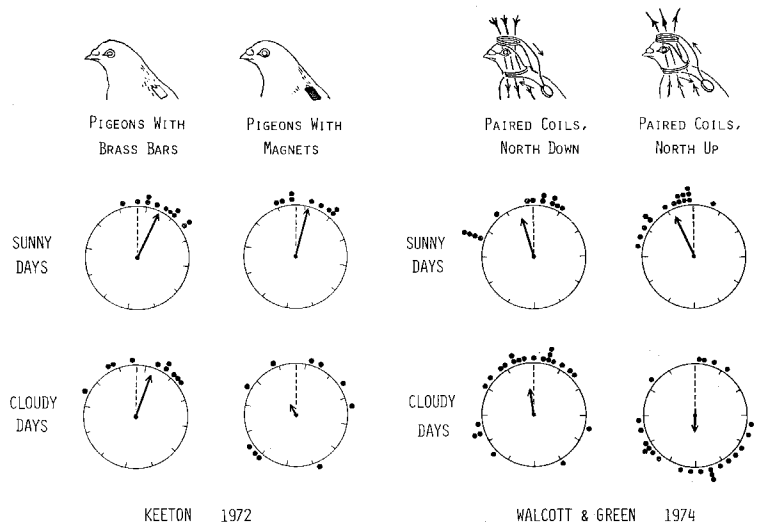 PIGEONS WITH
BRASS BARS
PIGEONS WITH
MAGNETS
PAIRED COILS,
NORTH DOWN
PAIRED COILS,
NORTH UP
SUNNY
DAYS
SUNNY
DAYS
CLOUDY
DAYS
CLOUDY
DAYS
KEETON 1972
WALCOTT & GREEN 1974